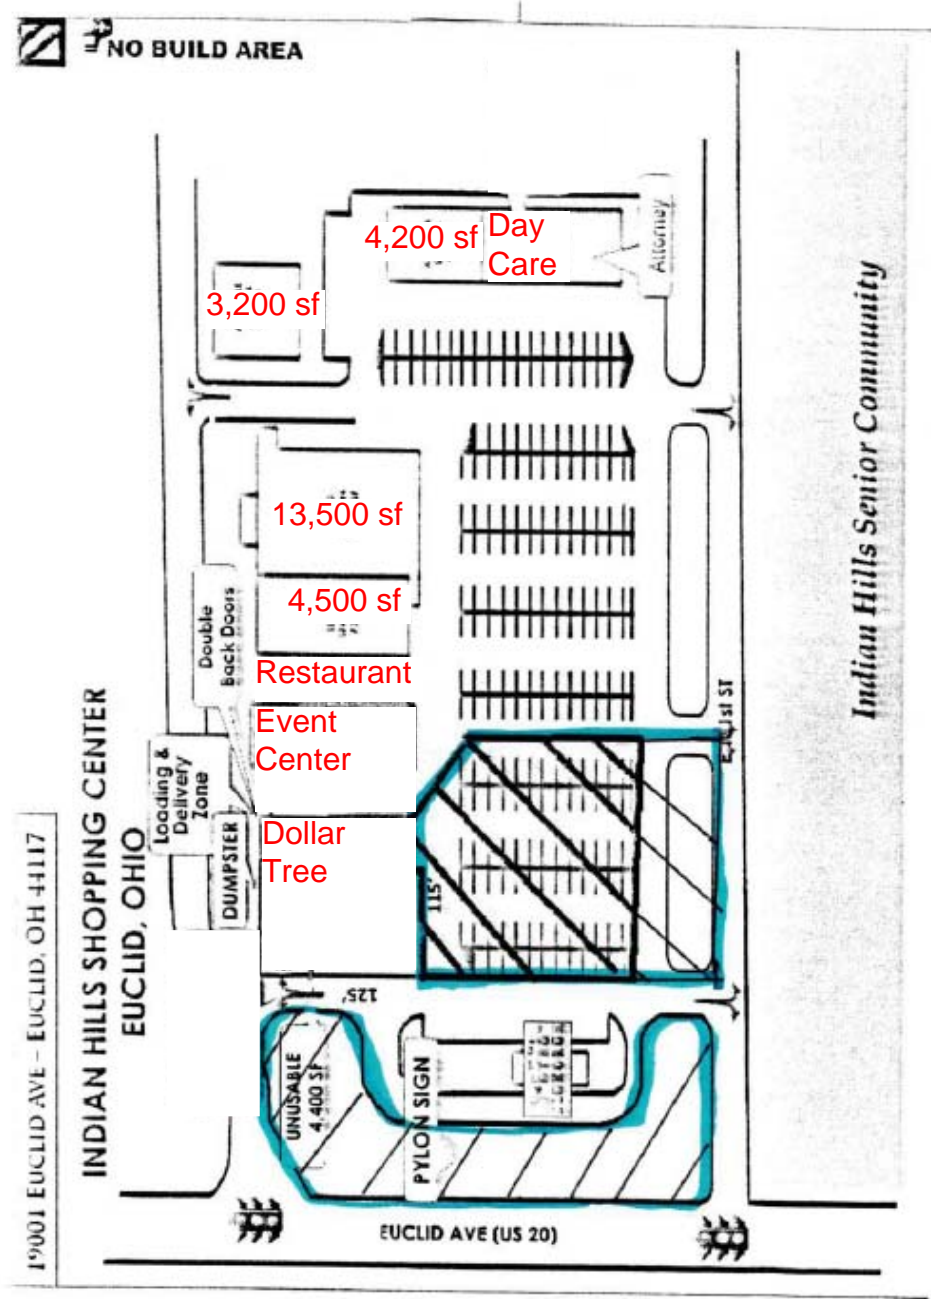 NO BUILD AREA
19001 EUCLID AVE – EUCLID, OH 44117
INDIAN HILLS SHOPPING CENTER
EUCLID, OHIO
4,200 sf
Day
Care
Attorney
3,200 sf
13,500 sf
4,500 sf
Double
Back Doors
Restaurant
Event
Center
Loading &
Delivery
Zone
DUMPSTER
Dollar
Tree
115'
125'
UNUSABLE
4,400 SF
PYLON SIGN
EUCLID AVE (US 20)
Indian Hills Senior Community